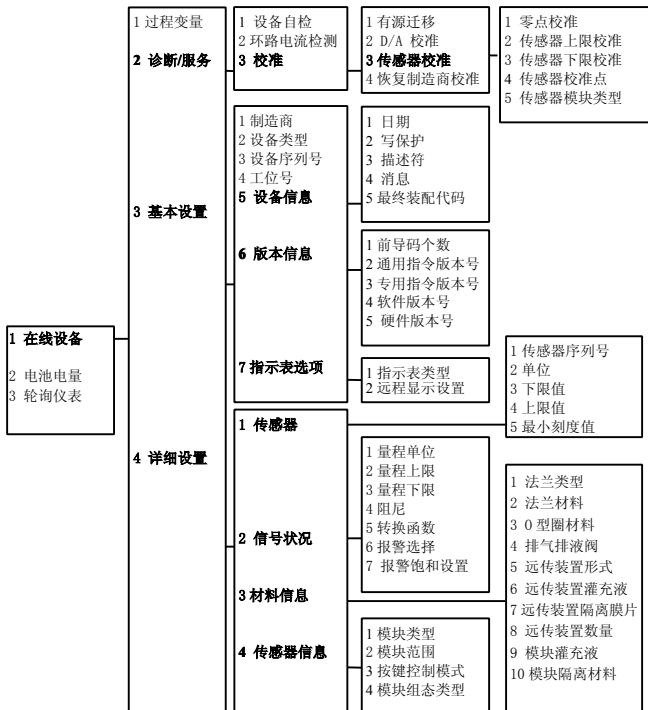 1 在线设备
2 电池电量
3 轮询仪表
1 过程变量
2 诊断/服务
3 基本设置
4 详细设置
1 设备自检
2 环路电流检测
3 校准
1 有源迁移
2 D/A 校准
3 传感器校准
4 恢复制造商校准
1 零点校准
2 传感器上限校准
3 传感器下限校准
4 传感器校准点
5 传感器模块类型
1 制造商
2 设备类型
3 设备序列号
4 工位号
5 设备信息
6 版本信息
7 指示表选项
1 日期
2 写保护
3 描述符
4 消息
5 最终装配代码
1 前导码个数
2 通用指令版本号
3 专用指令版本号
4 软件版本号
5 硬件版本号
1 指示表类型
2 远程显示设置
1 传感器
2 信号状况
3 材料信息
4 传感器信息
1 传感器序列号
2 单位
3 下限值
4 上限值
5 最小刻度值
1 量程单位
2 量程上限
3 量程下限
4 阻尼
5 转换函数
6 报警选择
7 报警饱和设置
1 法兰类型
2 法兰材料
3 O 型圈材料
4 排气排液阀
5 远传装置形式
6 远传装置灌充液
7 远传装置隔离膜片
8 远传装置数量
9 模块灌充液
10 模块隔离材料
1 模块类型
2 模块范围
3 按键控制模式
4 模块组态类型